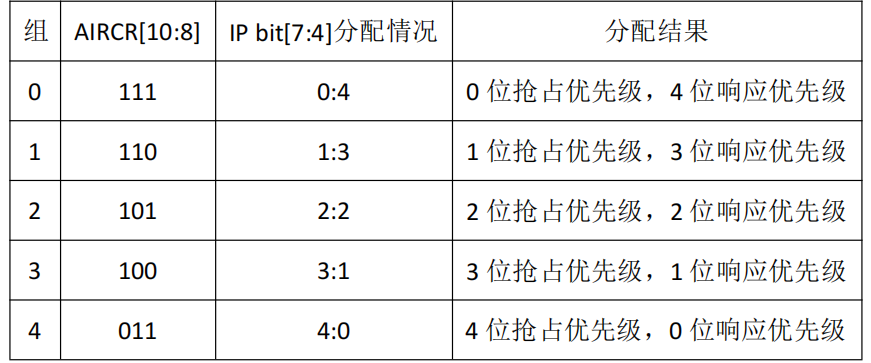 组 AIRCR[10:8] IP bit[7:4]分配情况 分配结果
0 111 0:4 0 位抢占优先级，4 位响应优先级
1 110 1:3 1 位抢占优先级，3 位响应优先级
2 101 2:2 2 位抢占优先级，2 位响应优先级
3 100 3:1 3 位抢占优先级，1 位响应优先级
4 011 4:0 4 位抢占优先级，0 位响应优先级